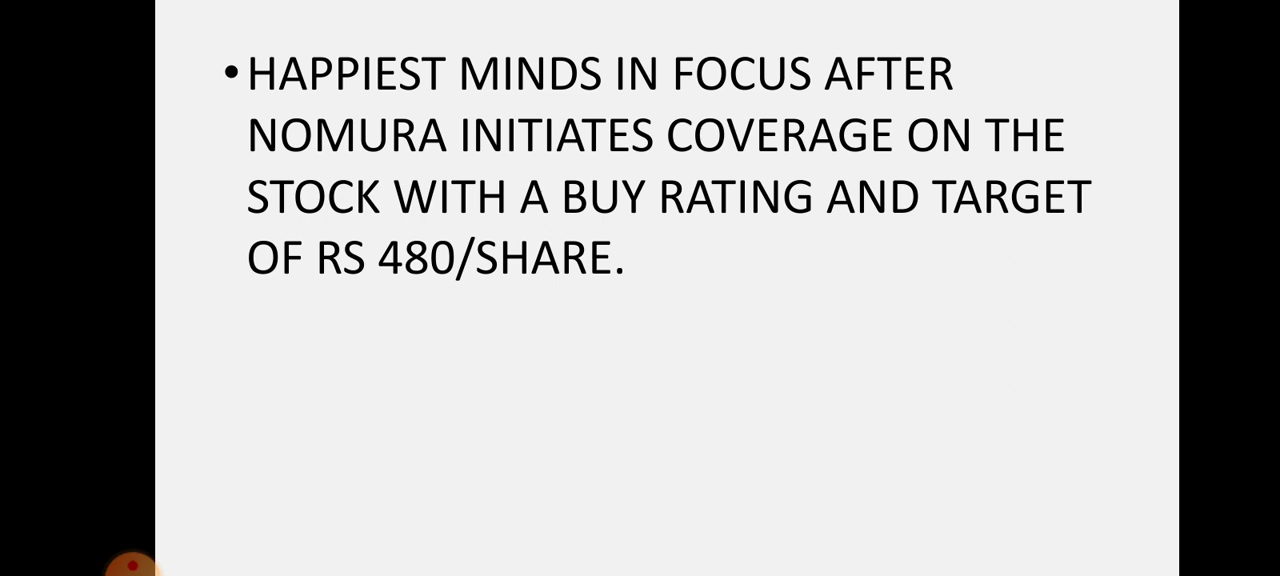 • HAPPIEST MINDS IN FOCUS AFTER
NOMURA INITIATES COVERAGE ON THE
STOCK WITH A BUY RATING AND TARGET
OF RS 480/SHARE.